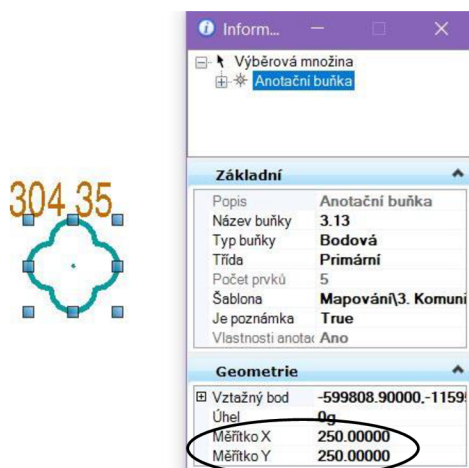 Inform...
Výběrová množina
Anotační buňka
304.35
Základní
Popis Anotační buňka
Název buňky 3.13
Typ buňky Bodová
Třída Primární
Počet prvků 5
Šablona Mapování\3. Komuni
Je poznámka True
Vlastnosti anotac Ano
Geometrie
Vztažný bod -599808.90000,-1159
Úhel 0g
Měřítko X 250.00000
Měřítko Y 250.00000